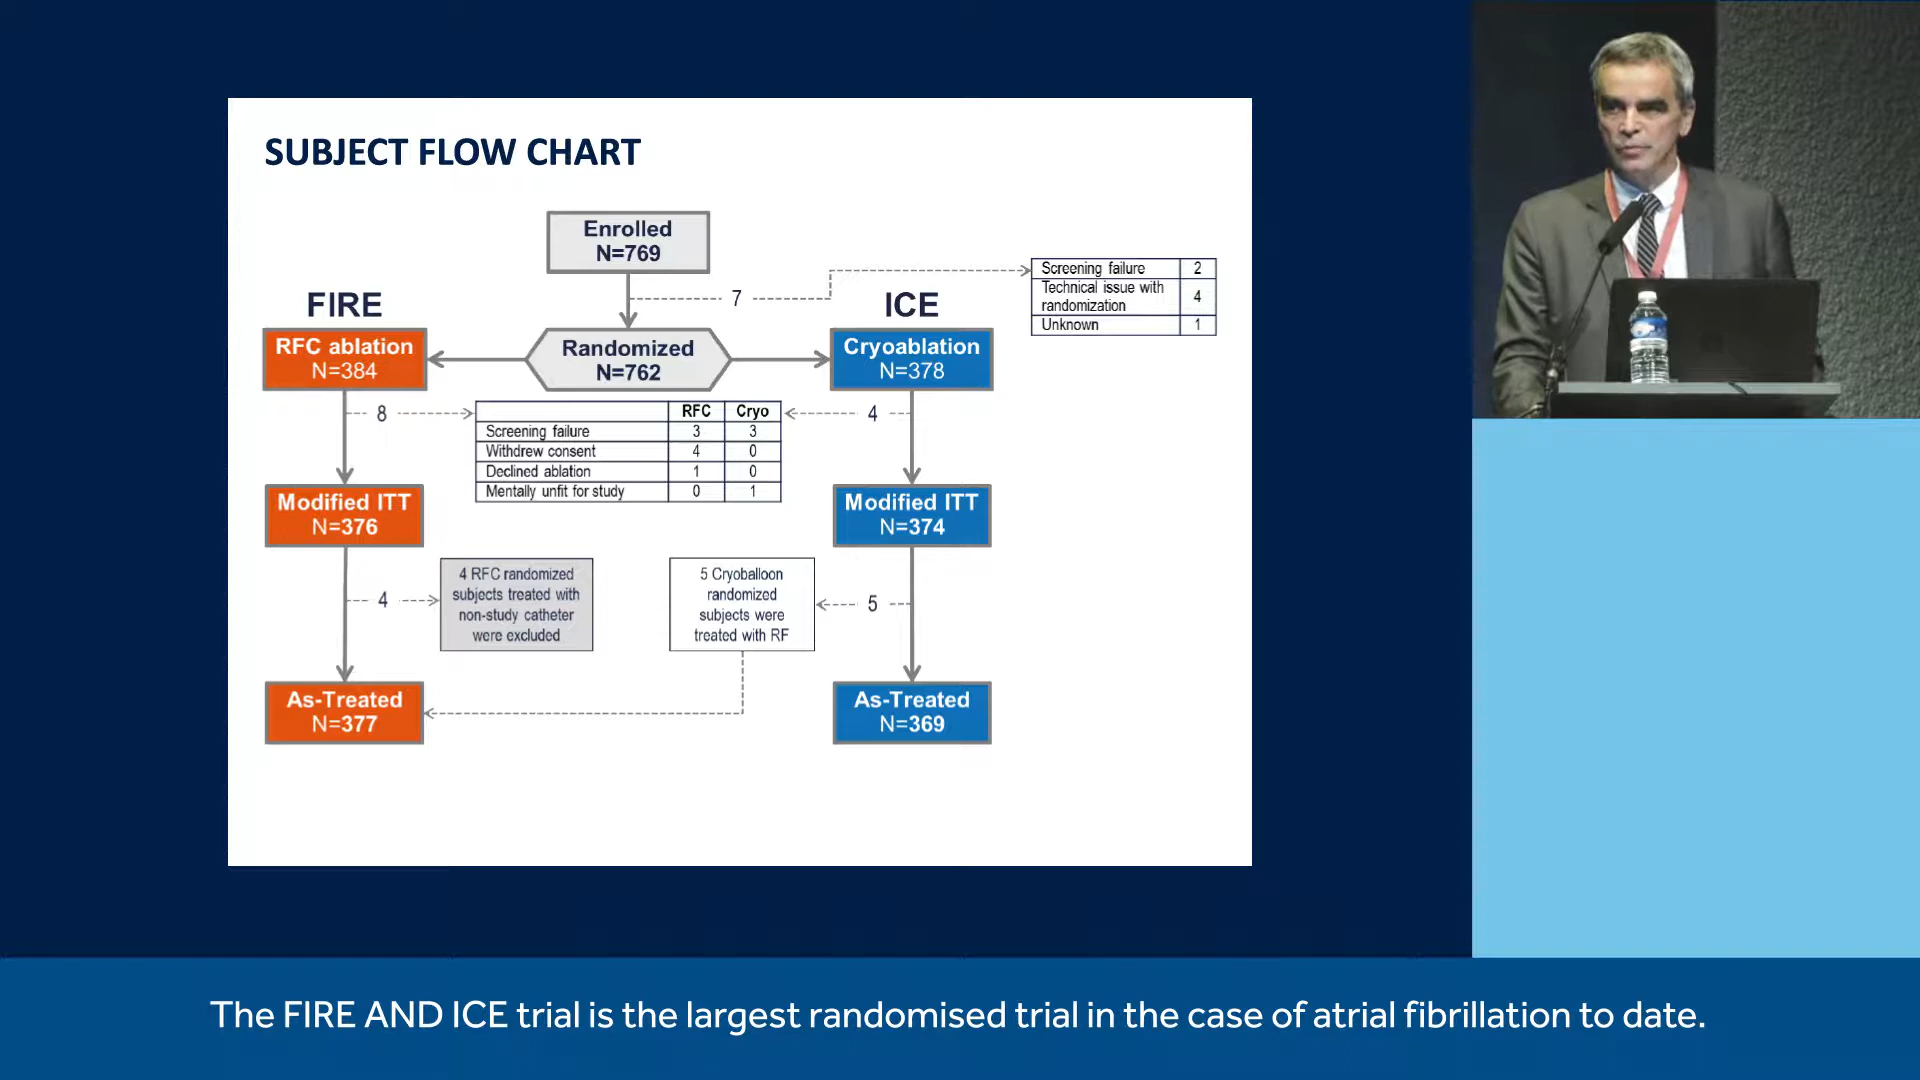 SUBJECT FLOW CHART
Enrolled
N=769
7
Screening failure 2
Technical issue with
randomization 4
Unknown 1
FIRE
ICE
RFC ablation
N=384
Randomized
N=762
Cryoablation
N=378
8
4
RFC Cryo
Screening failure 3 3
Withdrew consent 4 0
Declined ablation 1 0
Mentally unfit for study 0 1
Modified ITT
N=376
Modified ITT
N=374
4
4 RFC randomized
subjects treated with
non-study catheter
were excluded
5 Cryoballoon
randomized
subjects were
treated with RF
5
As-Treated
N=377
As-Treated
N=369
The FIRE AND ICE trial is the largest randomised trial in the case of atrial fibrillation to date.